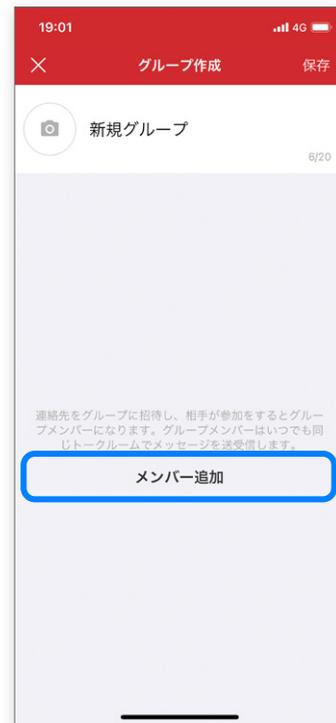 19:01
4G
グループ作成
保存
新規グループ
6/20
連絡先をグループに招待し、相手が参加をするとグルー
プメンバーになります。グループメンバーはいつでも同
じトークルームでメッセージを送受信します。
メンバー追加